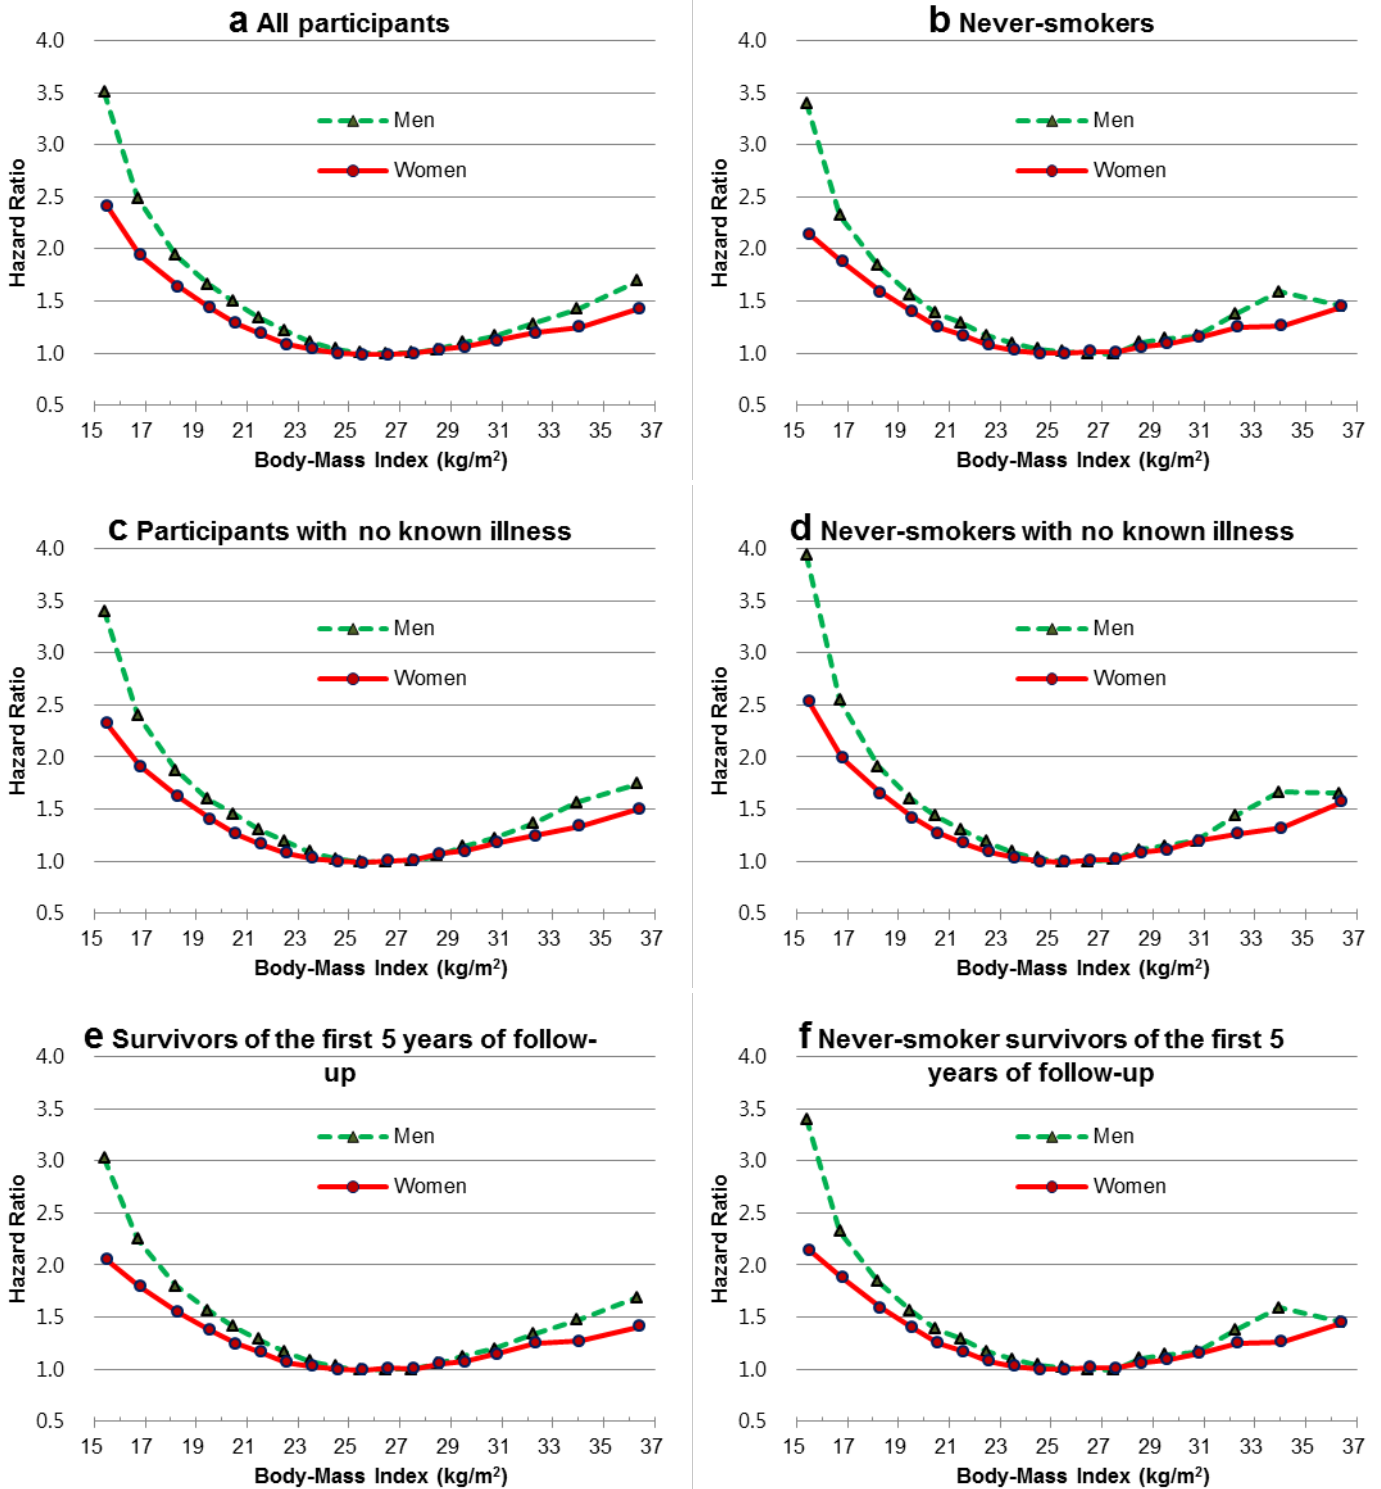 a All participants
4.0
3.5
3.0
2.5
2.0
1.5
1.0
0.5
Hazard Ratio
Men
Women
15 17 19 21 23 25 27 29 31 33 35 37
Body-Mass Index (kg/m²)
b Never-smokers
4.0
3.5
3.0
2.5
2.0
1.5
1.0
0.5
Hazard Ratio
Men
Women
15 17 19 21 23 25 27 29 31 33 35 37
Body-Mass Index (kg/m²)
c Participants with no known illness
4.0
3.5
3.0
2.5
2.0
1.5
1.0
0.5
Hazard Ratio
Men
Women
15 17 19 21 23 25 27 29 31 33 35 37
Body-Mass Index (kg/m²)
d Never-smokers with no known illness
4.0
3.5
3.0
2.5
2.0
1.5
1.0
0.5
Hazard Ratio
Men
Women
15 17 19 21 23 25 27 29 31 33 35 37
Body-Mass Index (kg/m²)
e Survivors of the first 5 years of follow-
up
4.0
3.5
3.0
2.5
2.0
1.5
1.0
0.5
Hazard Ratio
Men
Women
15 17 19 21 23 25 27 29 31 33 35 37
Body-Mass Index (kg/m²)
f Never-smoker survivors of the first 5
years of follow-up
4.0
3.5
3.0
2.5
2.0
1.5
1.0
0.5
Hazard Ratio
Men
Women
15 17 19 21 23 25 27 29 31 33 35 37
Body-Mass Index (kg/m²)